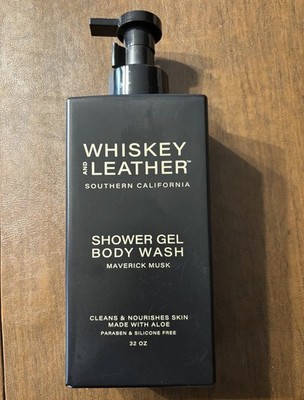 WHISKEY
AND LEATHER™
SOUTHERN CALIFORNIA
SHOWER GEL
BODY WASH
MAVERICK MUSK
CLEANS & NOURISHES SKIN
MADE WITH ALOE
PARABEN & SILICONE FREE
32 OZ